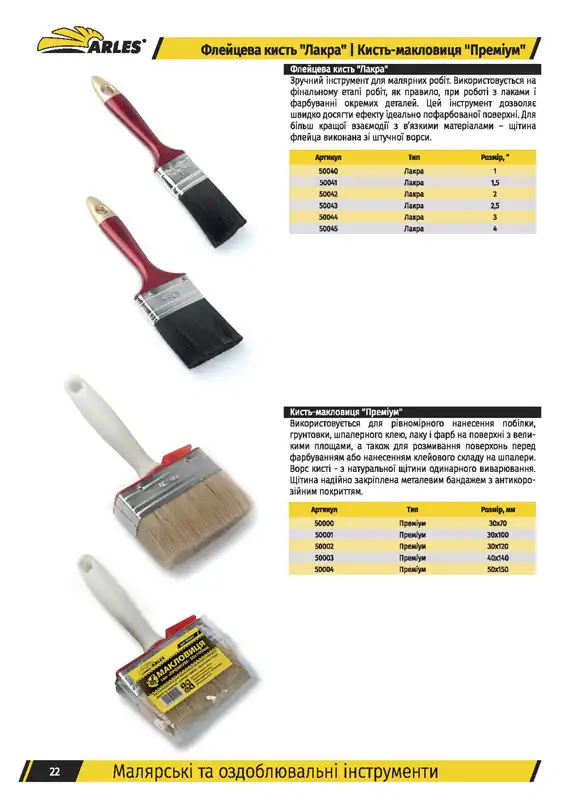 ARLES
Флейцева кисть "Лакра" | Кисть-макловиця "Преміум"
Флейцева кисть "Лакра"
Зручний інструмент для малярних робіт. Використовується на
фінальному етапі робіт, як правило, при роботі з лаками і
фарбуванні окремих деталей. Цей інструмент дозволяє
швидко досягти ефекту ідеально пофарбованої поверхні. Для
більш кращої взаємодії з в'язкими матеріалами – щітина
флейца виконана зі штучної ворси.
Артикул Тип Розмір, "
50040 Лакра 1
50041 Лакра 1,5
50042 Лакра 2
50043 Лакра 2,5
50044 Лакра 3
50045 Лакра 4
Кисть-макловиця "Преміум"
Використовується для рівномірного нанесення побілки,
грунтовки, шпалерного клею, лаку і фарб на поверхні з вели-
кими площами, а також для розмивання поверхонь перед
фарбуванням або нанесенням клейового складу на шпалери.
Ворс кисті - з натуральної щітини одинарного виварювання.
Щітина надійно закріплена металевим бандажем з антикоро-
зійним покриттям.
Артикул Тип Розмір, мм
50000 Преміум 30х70
50001 Преміум 30х100
50002 Преміум 30х120
50003 Преміум 40х140
50004 Преміум 50х150
ARLES
МАКЛОВИЦЯ
22 Малярські та оздоблювальні інструменти